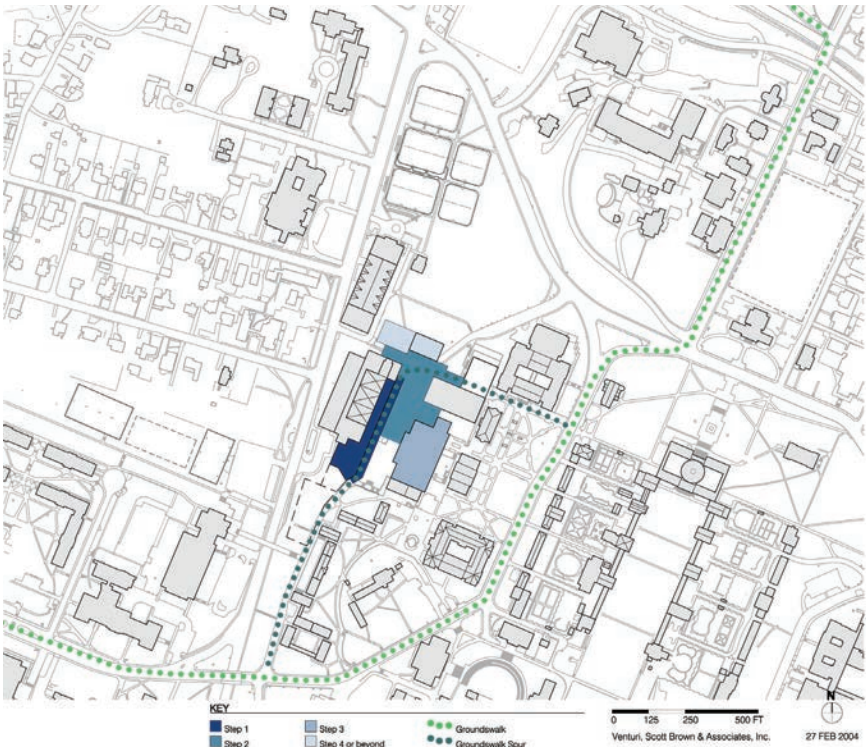 KEY
Step 1
Step 2
Step 3
Step 4 or beyond
Groundswalk
Groundswalk Spur
0 125 250 500 FT
Venturi, Scott Brown & Associates, Inc.
N
27 FEB 2004